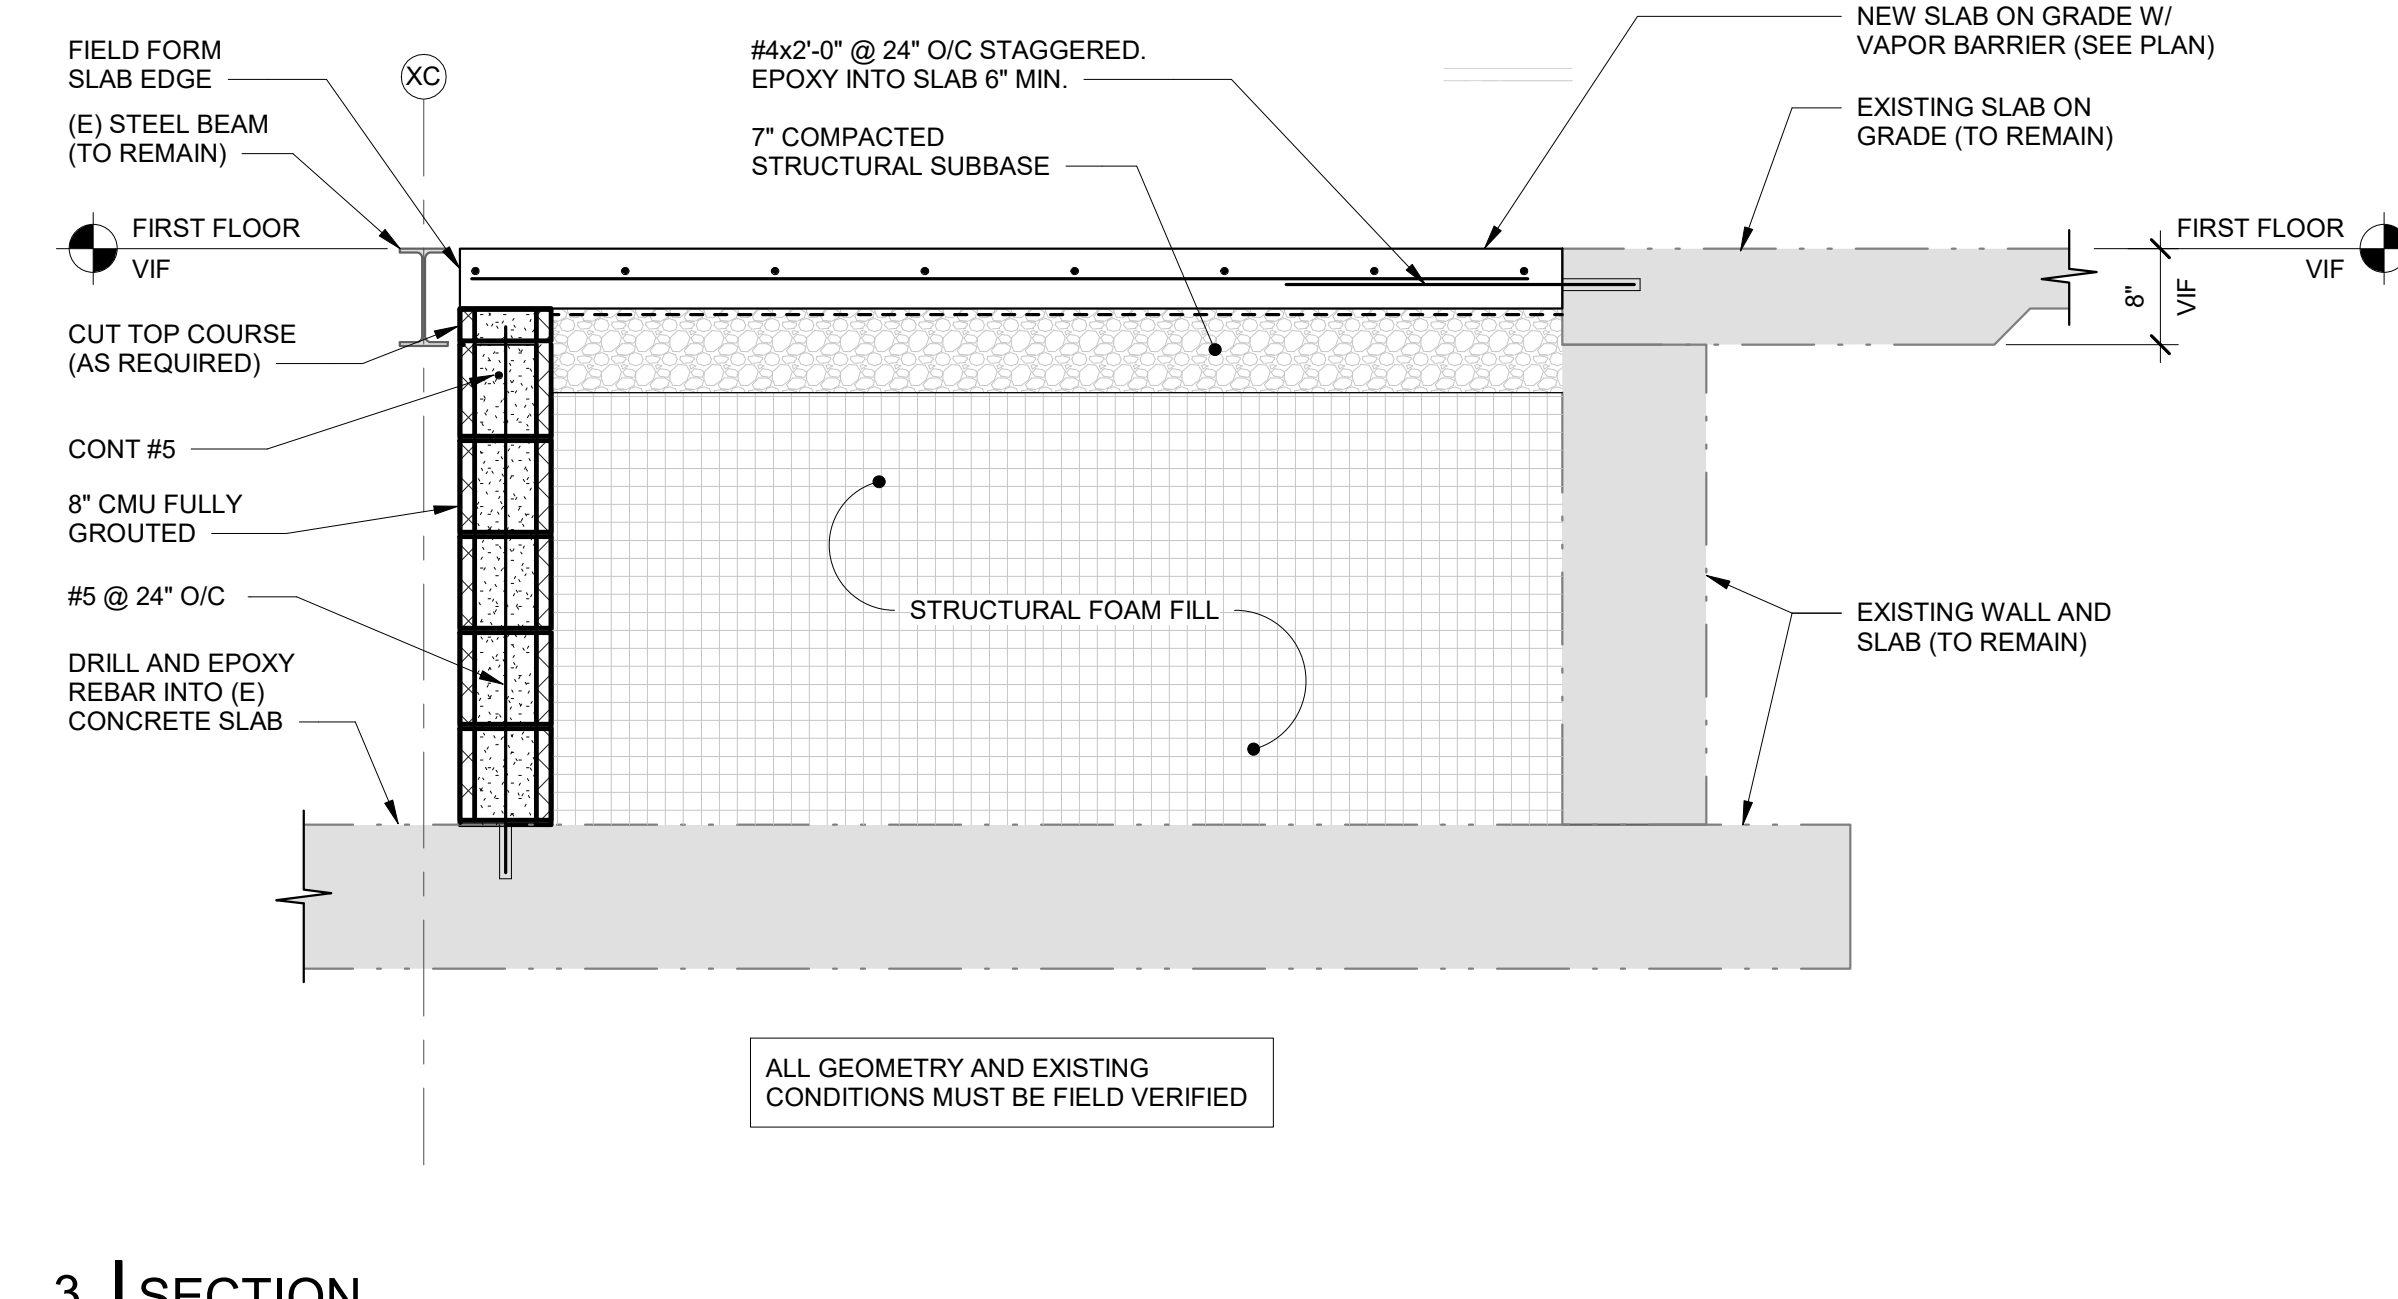 FIELD FORM
SLAB EDGE
XC
(E) STEEL BEAM
(TO REMAIN)
FIRST FLOOR
VIF
CUT TOP COURSE
(AS REQUIRED)
CONT #5
8" CMU FULLY
GROUTED
#5 @ 24" O/C
DRILL AND EPOXY
REBAR INTO (E)
CONCRETE SLAB
#4x2'-0" @ 24" O/C STAGGERED.
EPOXY INTO SLAB 6" MIN.
7" COMPACTED
STRUCTURAL SUBBASE
STRUCTURAL FOAM FILL
NEW SLAB ON GRADE W/
VAPOR BARRIER (SEE PLAN)
EXISTING SLAB ON
GRADE (TO REMAIN)
FIRST FLOOR
VIF
8"
VIF
EXISTING WALL AND
SLAB (TO REMAIN)
ALL GEOMETRY AND EXISTING
CONDITIONS MUST BE FIELD VERIFIED
3 SECTION